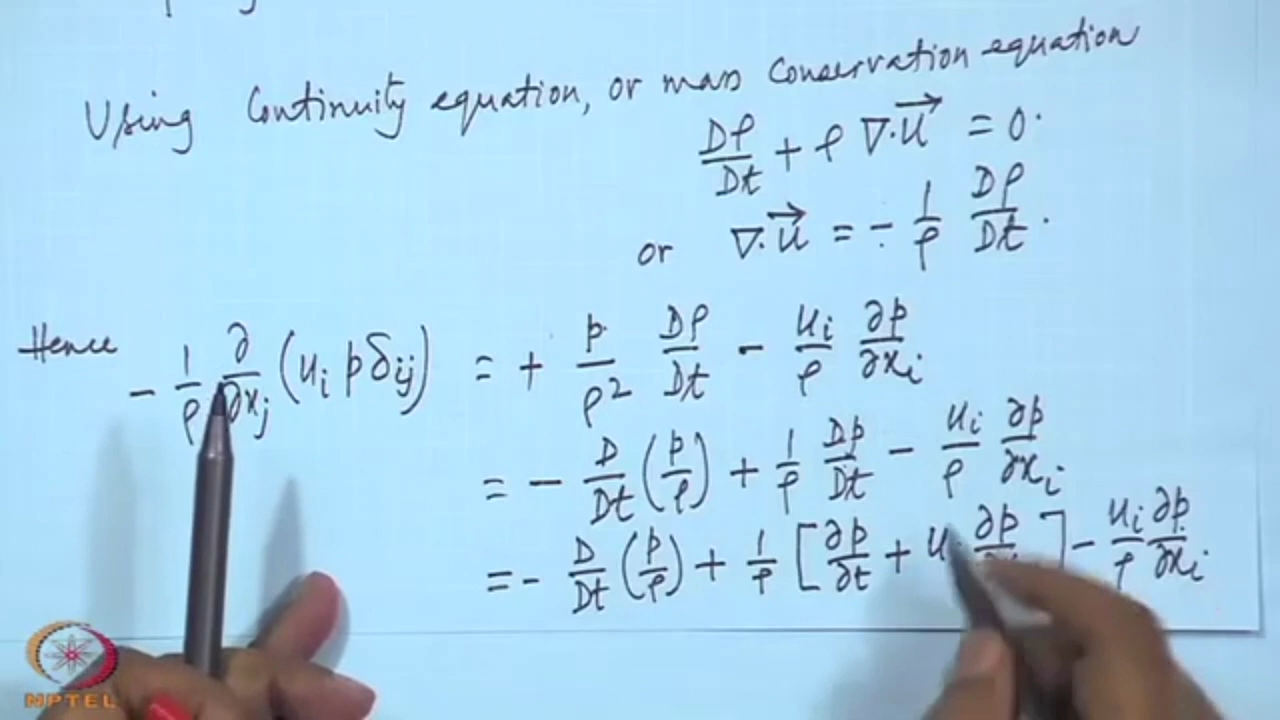 Using Continuity equation, or mass Conservation equation
Dρ/Dt + ρ ∇·u⃗ = 0.
or ∇·u⃗ = - 1/ρ Dρ/Dt.
Hence - 1/ρ ∂/∂x_j (u_i p δ_ij) = + p/ρ² Dρ/Dt - u_i/ρ ∂p/∂x_i
= - D/Dt (p/ρ) + 1/ρ Dp/Dt - u_i/ρ ∂p/∂x_i
= - D/Dt (p/ρ) + 1/ρ [∂p/∂t + u ∂p/∂ ] - u_i/ρ ∂p/∂x_i
NPTEL